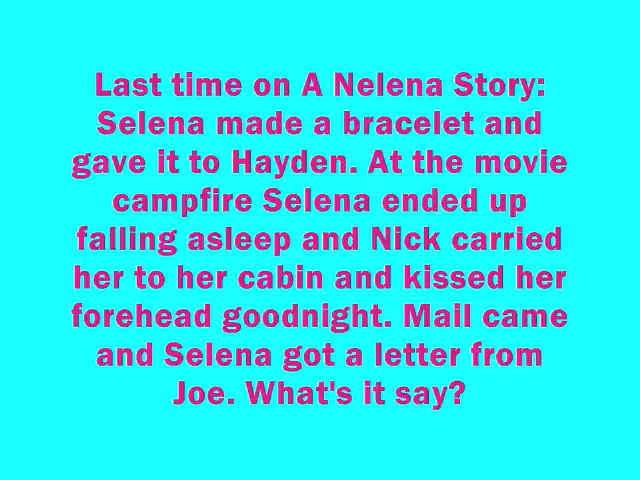 Last time on A Nelena Story:
Selena made a bracelet and
gave it to Hayden. At the movie
campfire Selena ended up
falling asleep and Nick carried
her to her cabin and kissed her
forehead goodnight. Mail came
and Selena got a letter from
Joe. What's it say?